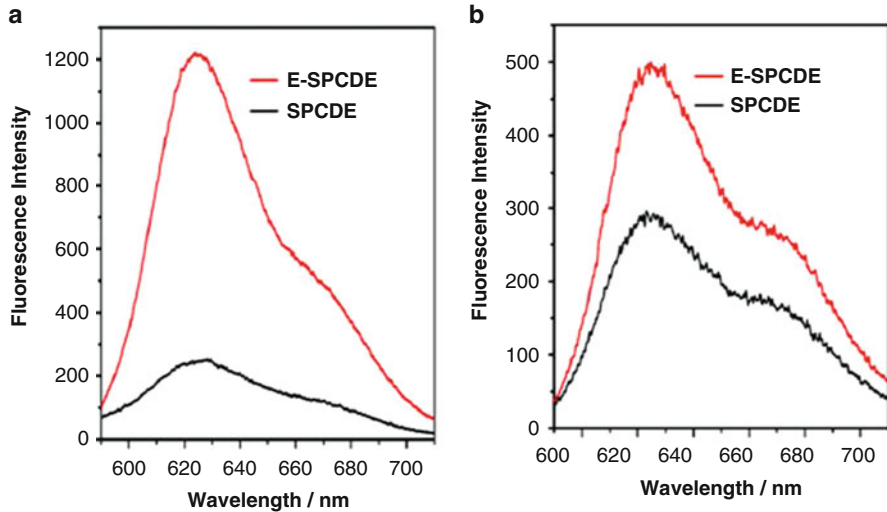 a
1200
1000
800
600
400
200
0
Fluorescence Intensity
E-SPCDE
SPCDE
600 620 640 660 680 700
Wavelength / nm
b
500
400
300
200
100
0
Fluorescence Intensity
E-SPCDE
SPCDE
600 620 640 660 680 700
Wavelength / nm